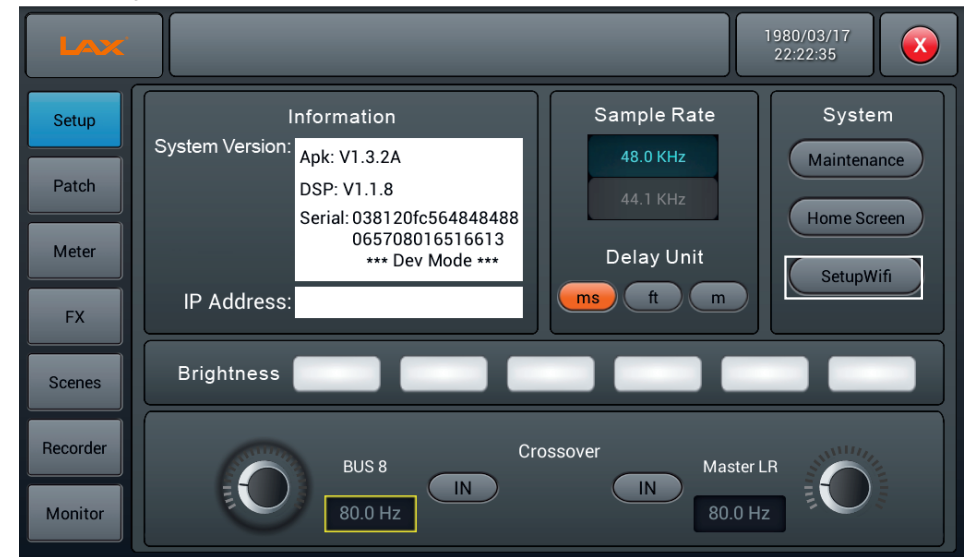 LAX
1980/03/17
22:22:35
X
Setup
Patch
Meter
FX
Scenes
Recorder
Monitor
Information
System Version:
Apk: V1.3.2A
DSP: V1.1.8
Serial: 038120fc564848488
065708016516613
*** Dev Mode ***
IP Address:
Sample Rate
48.0 KHz
44.1 KHz
Delay Unit
ms ft m
System
Maintenance
Home Screen
SetupWifi
Brightness
Crossover
BUS 8
80.0 Hz
IN
IN
Master LR
80.0 Hz